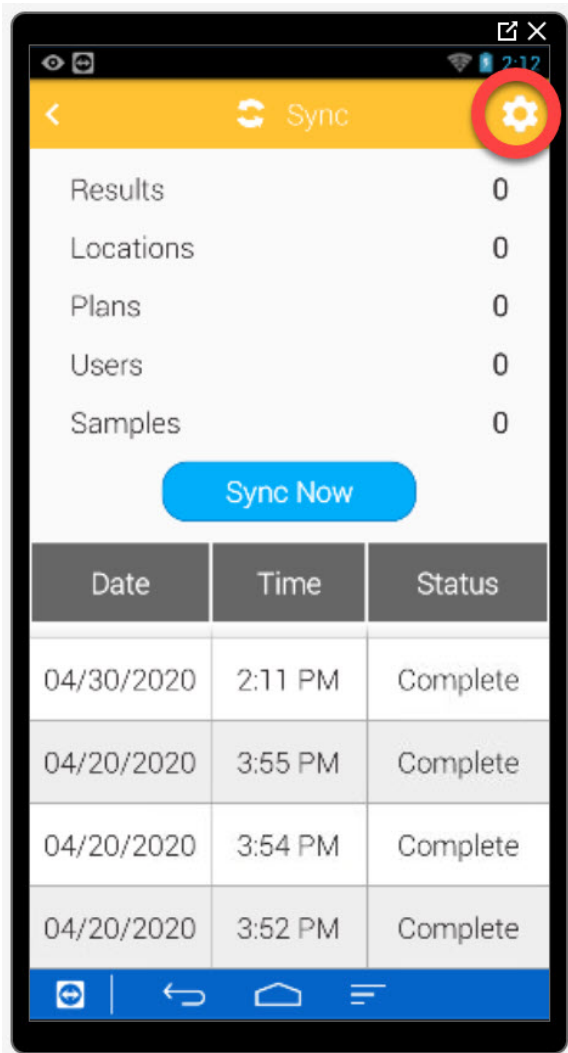 2:12
Sync
Results 0
Locations 0
Plans 0
Users 0
Samples 0
Sync Now
Date Time Status
04/30/2020 2:11 PM Complete
04/20/2020 3:55 PM Complete
04/20/2020 3:54 PM Complete
04/20/2020 3:52 PM Complete